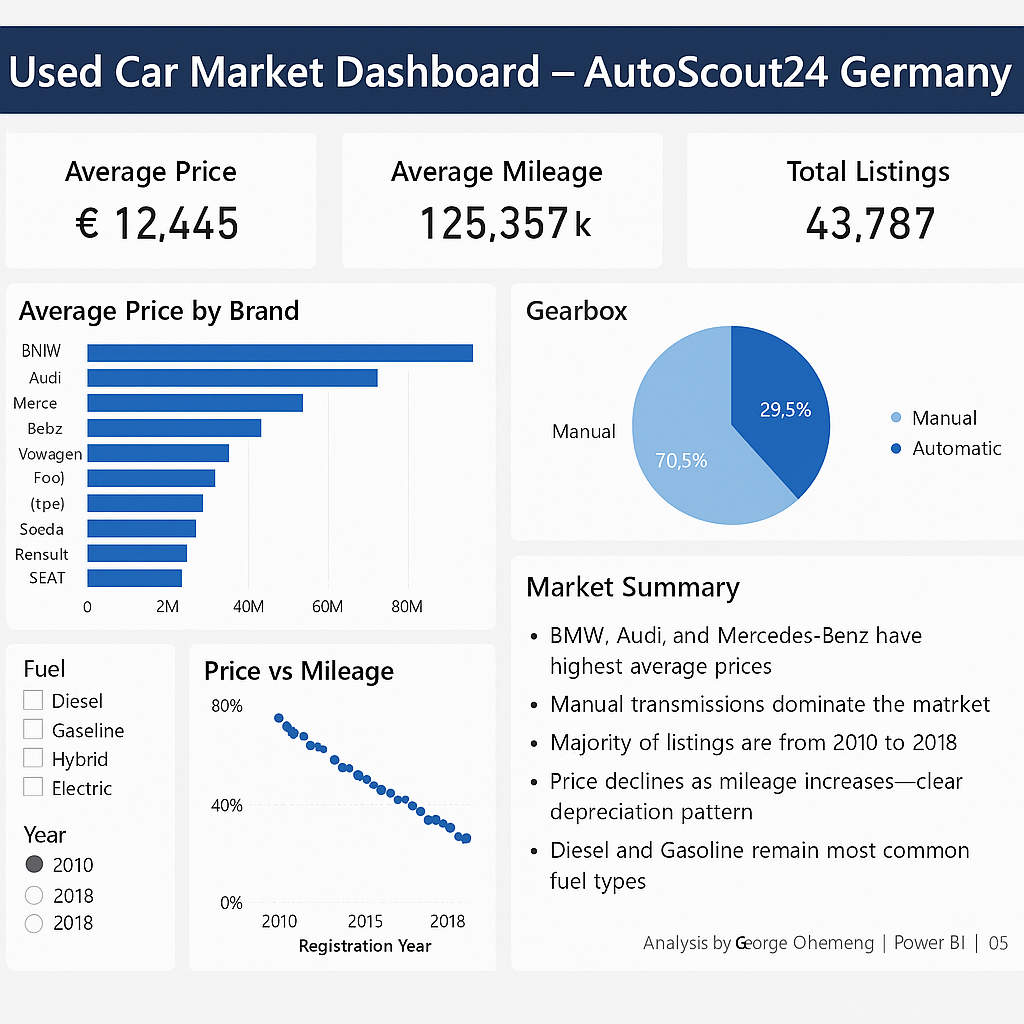 Used Car Market Dashboard – AutoScout24 Germany
Average Price
€ 12,445
Average Mileage
125,357k
Total Listings
43,787
Average Price by Brand
BNIW
Audi
Merce
Bebz
Vowagen
Foo)
(tpe)
Soeda
Rensult
SEAT
0 2M 40M 60M 80M
Gearbox
Manual
29,5%
70,5%
Manual
Automatic
Fuel
Diesel
Gaseline
Hybrid
Electric
Year
2010
2018
2018
Price vs Mileage
80%
40%
0%
2010 2015 2018
Registration Year
Market Summary
• BMW, Audi, and Mercedes-Benz have
highest average prices
• Manual transmissions dominate the matrket
• Majority of listings are from 2010 to 2018
• Price declines as mileage increases—clear
depreciation pattern
• Diesel and Gasoline remain most common
fuel types
Analysis by George Ohemeng | Power BI | 05